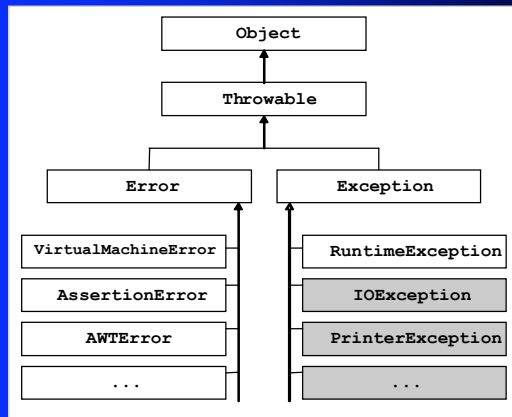 Object
Throwable
Error
Exception
VirtualMachineError
RuntimeException
AssertionError
IOException
AWTError
PrinterException
...
...